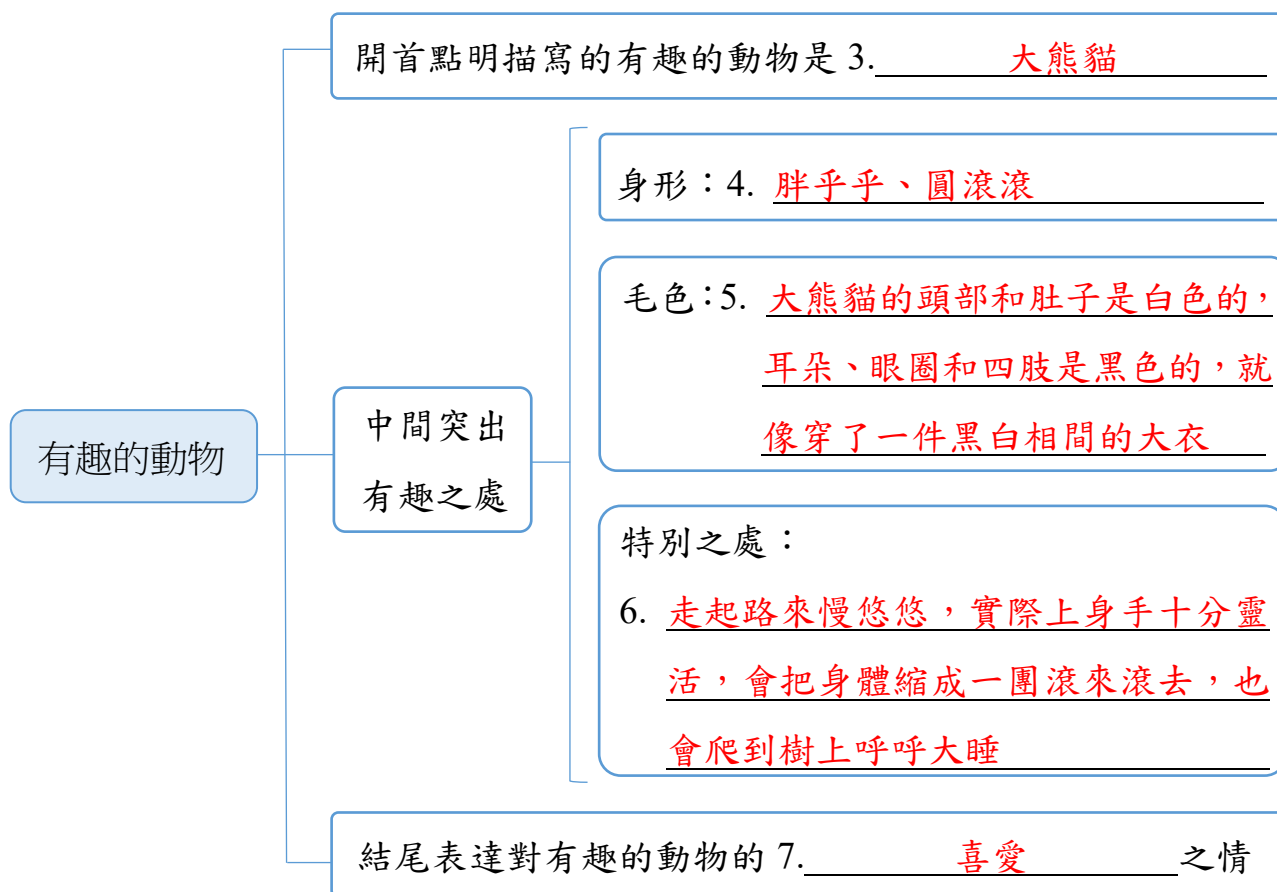 開首點明描寫的有趣的動物是 3. 大熊貓
身形：4. 胖乎乎、圓滾滾
毛色：5. 大熊貓的頭部和肚子是白色的，
耳朵、眼圈和四肢是黑色的，就
像穿了一件黑白相間的大衣
有趣的動物
中間突出
有趣之處
特別之處：
6. 走起路來慢悠悠，實際上身手十分靈
活，會把身體縮成一團滾來滾去，也
會爬到樹上呼呼大睡
結尾表達對有趣的動物的 7. 喜愛 之情